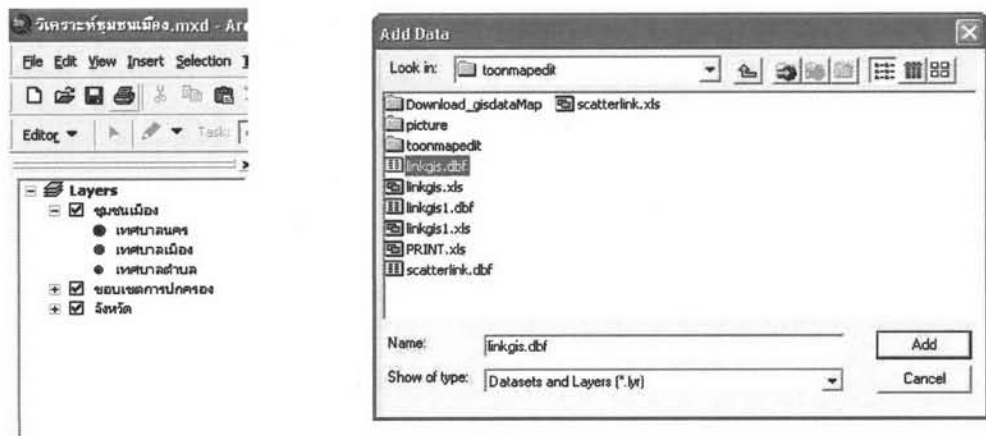 วิเคราะห์ชุมชนเมือง.mxd - Ar
File Edit View Insert Selection
Editor Task:
Layers
ชุมชนเมือง
เทศบาลนคร
เทศบาลเมือง
เทศบาลตำบล
ขอบเขตการปกครอง
จังหวัด
Add Data
Look in: toonmapedit
Download_gisdataMap scatterlink.xls
picture
toonmapedit
linkgis.dbf
linkgis.xls
linkgis1.dbf
linkgis1.xls
PRINT.xls
scatterlink.dbf
Name: linkgis.dbf Add
Show of type: Datasets and Layers (*.lyr) Cancel